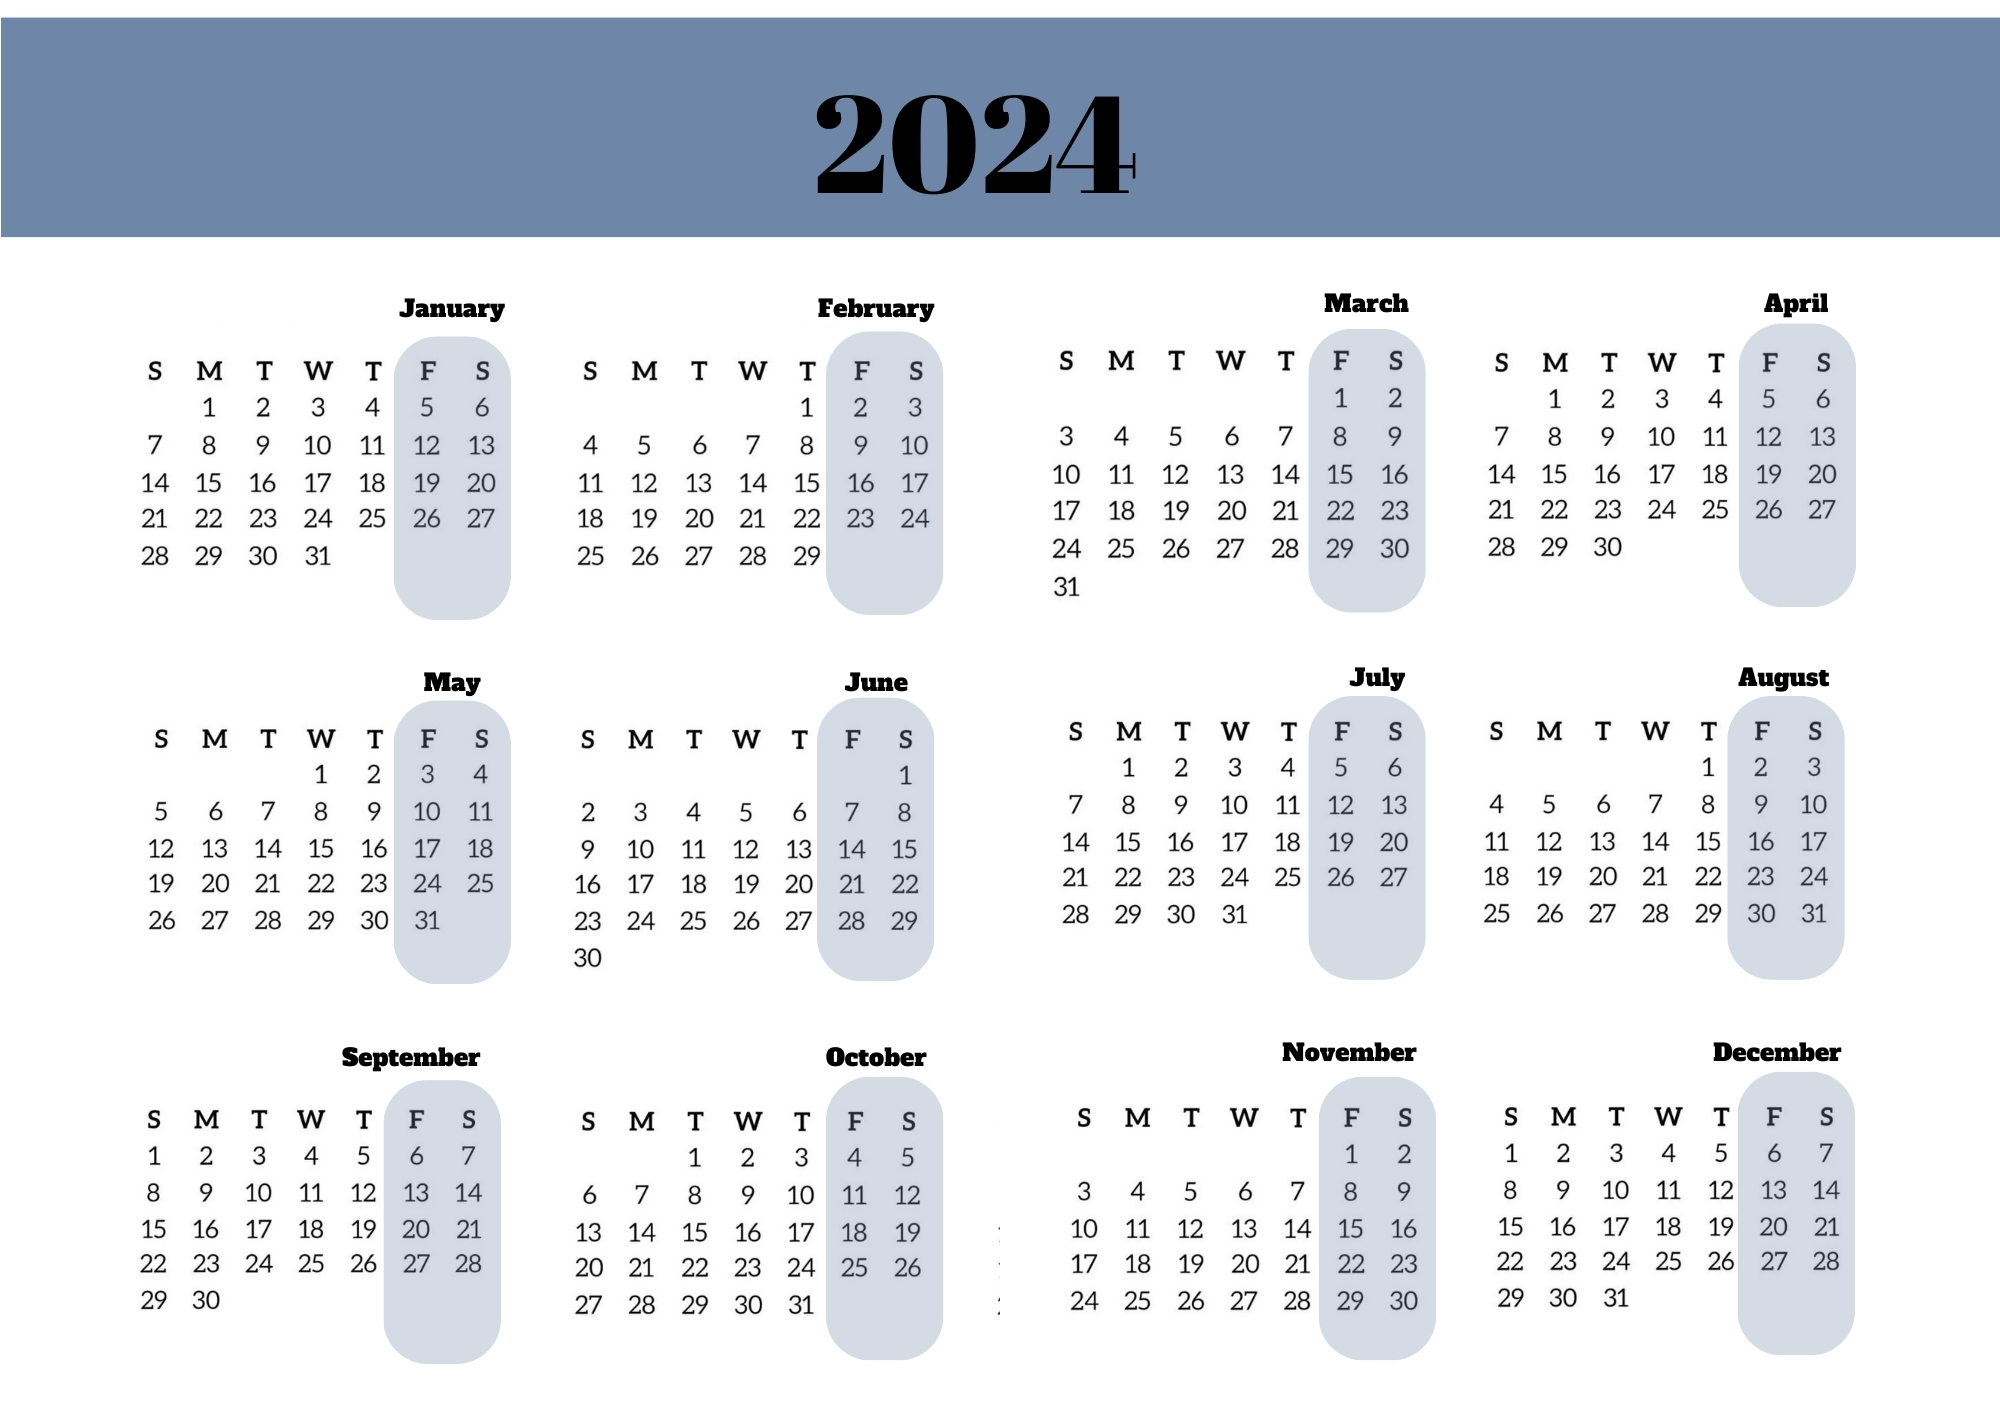 2024
January
S M T W T F S
1 2 3 4 5 6
7 8 9 10 11 12 13
14 15 16 17 18 19 20
21 22 23 24 25 26 27
28 29 30 31
February
S M T W T F S
1 2 3
4 5 6 7 8 9 10
11 12 13 14 15 16 17
18 19 20 21 22 23 24
25 26 27 28 29
March
S M T W T F S
1 2
3 4 5 6 7 8 9
10 11 12 13 14 15 16
17 18 19 20 21 22 23
24 25 26 27 28 29 30
31
April
S M T W T F S
1 2 3 4 5 6
7 8 9 10 11 12 13
14 15 16 17 18 19 20
21 22 23 24 25 26 27
28 29 30
May
S M T W T F S
1 2 3 4
5 6 7 8 9 10 11
12 13 14 15 16 17 18
19 20 21 22 23 24 25
26 27 28 29 30 31
June
S M T W T F S
1
2 3 4 5 6 7 8
9 10 11 12 13 14 15
16 17 18 19 20 21 22
23 24 25 26 27 28 29
30
July
S M T W T F S
1 2 3 4 5 6
7 8 9 10 11 12 13
14 15 16 17 18 19 20
21 22 23 24 25 26 27
28 29 30 31
August
S M T W T F S
1 2 3
4 5 6 7 8 9 10
11 12 13 14 15 16 17
18 19 20 21 22 23 24
25 26 27 28 29 30 31
September
S M T W T F S
1 2 3 4 5 6 7
8 9 10 11 12 13 14
15 16 17 18 19 20 21
22 23 24 25 26 27 28
29 30
October
S M T W T F S
1 2 3 4 5
6 7 8 9 10 11 12
13 14 15 16 17 18 19
20 21 22 23 24 25 26
27 28 29 30 31
November
S M T W T F S
1 2
3 4 5 6 7 8 9
10 11 12 13 14 15 16
17 18 19 20 21 22 23
24 25 26 27 28 29 30
December
S M T W T F S
1 2 3 4 5 6 7
8 9 10 11 12 13 14
15 16 17 18 19 20 21
22 23 24 25 26 27 28
29 30 31